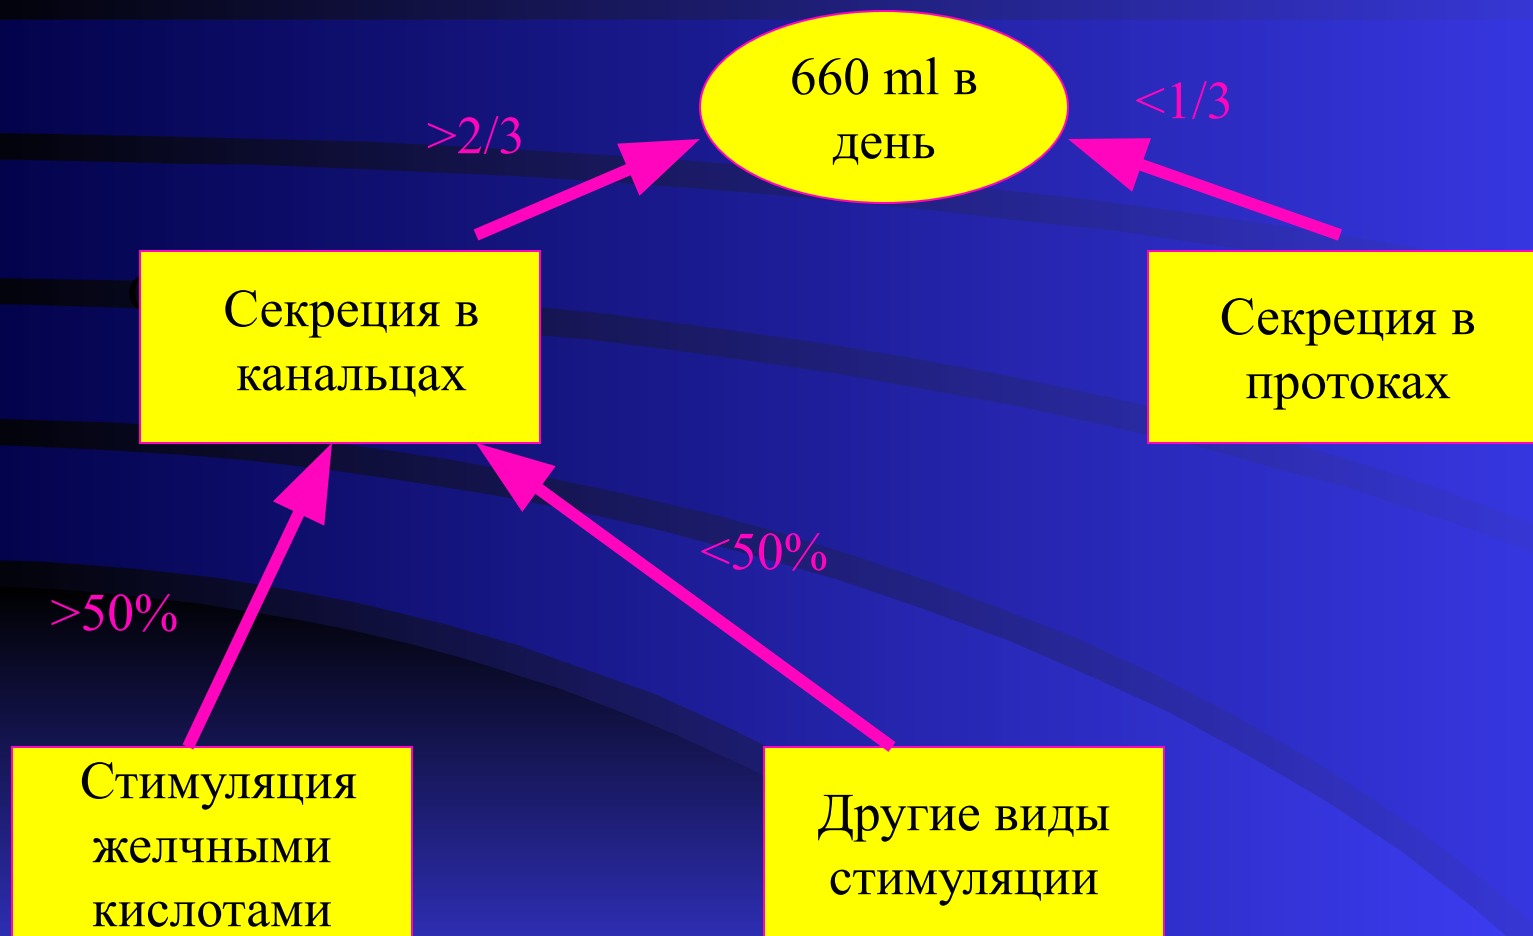 660 ml в
день
>2/3
<1/3
Секреция в
канальцах
Секреция в
протоках
>50%
<50%
Стимуляция
желчными
кислотами
Другие виды
стимуляции